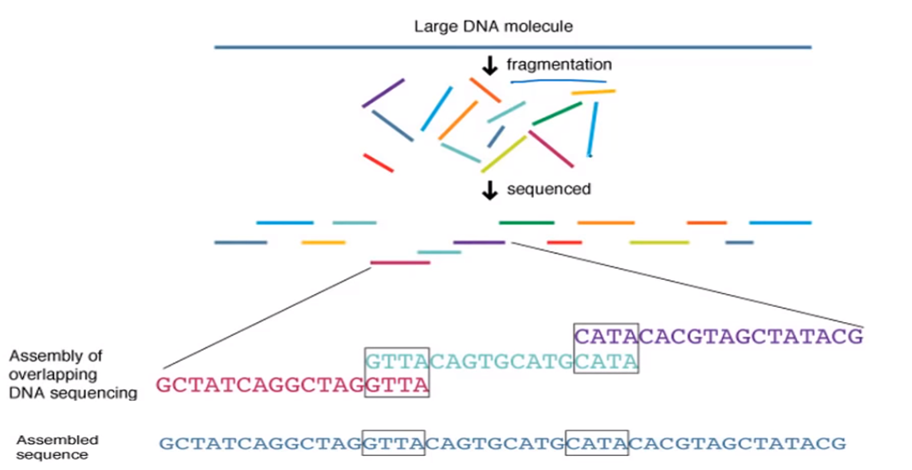 Large DNA molecule
fragmentation
sequenced
CATACACGTAGCTATACG
GTTACAGTGCATGCATA
GCTATCAGGCTAGGTTA
Assembly of
overlapping
DNA sequencing
Assembled
sequence
GCTATCAGGCTAGGTTACAGTGCATGCATACACGTAGCTATACG